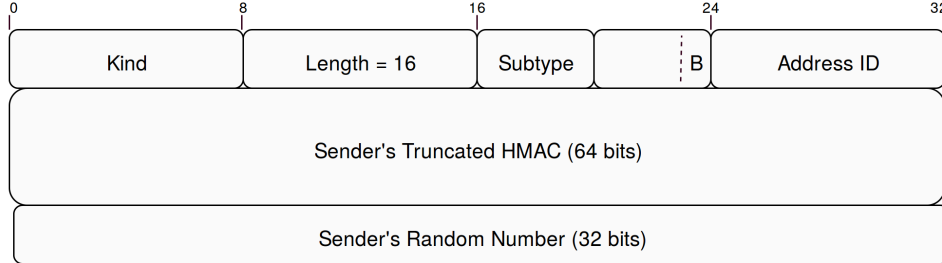 0 8 16 24 32
Kind Length = 16 Subtype B Address ID
Sender's Truncated HMAC (64 bits)
Sender's Random Number (32 bits)